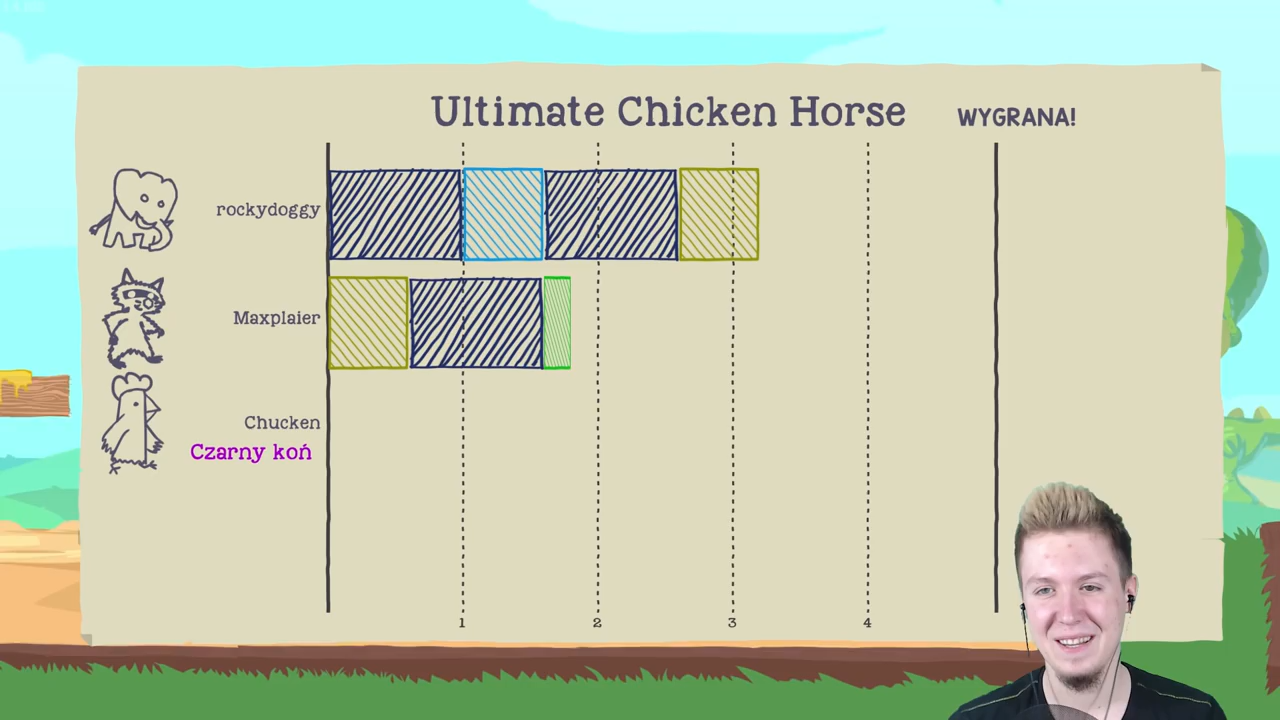 Ultimate Chicken Horse
WYGRANA!
rockydoggy
Maxplaier
Chucken
Czarny koń
1 2 3 4